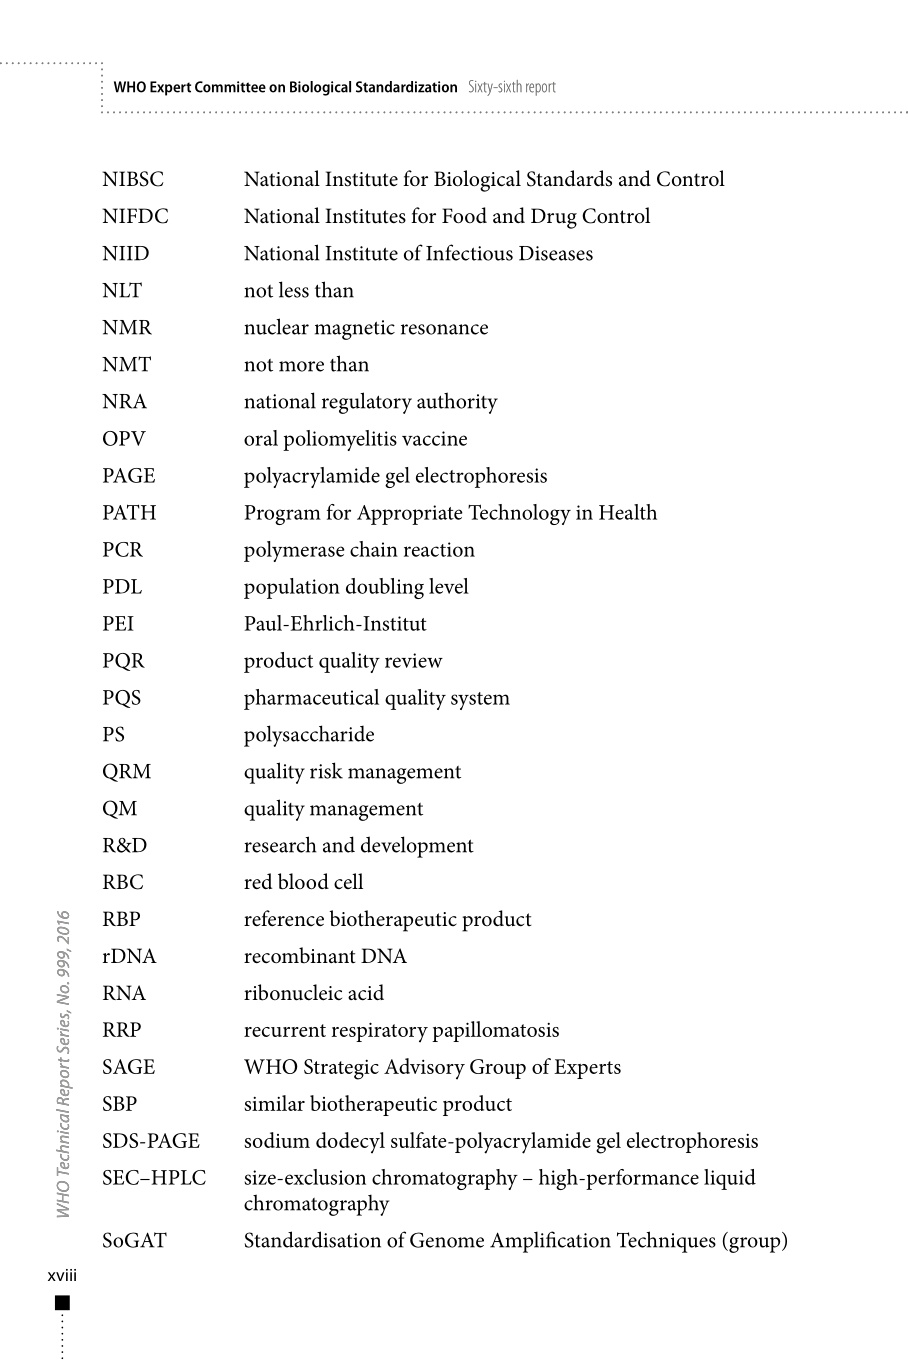 WHO Expert Committee on Biological Standardization Sixty-sixth report
NIBSC National Institute for Biological Standards and Control
NIFDC National Institutes for Food and Drug Control
NIID National Institute of Infectious Diseases
NLT not less than
NMR nuclear magnetic resonance
NMT not more than
NRA national regulatory authority
OPV oral poliomyelitis vaccine
PAGE polyacrylamide gel electrophoresis
PATH Program for Appropriate Technology in Health
PCR polymerase chain reaction
PDL population doubling level
PEI Paul-Ehrlich-Institut
PQR product quality review
PQS pharmaceutical quality system
PS polysaccharide
QRM quality risk management
QM quality management
R&D research and development
RBC red blood cell
RBP reference biotherapeutic product
rDNA recombinant DNA
RNA ribonucleic acid
RRP recurrent respiratory papillomatosis
SAGE WHO Strategic Advisory Group of Experts
SBP similar biotherapeutic product
SDS-PAGE sodium dodecyl sulfate-polyacrylamide gel electrophoresis
SEC–HPLC size-exclusion chromatography – high-performance liquid
chromatography
SoGAT Standardisation of Genome Amplification Techniques (group)
WHO Technical Report Series, No. 999, 2016
xviii